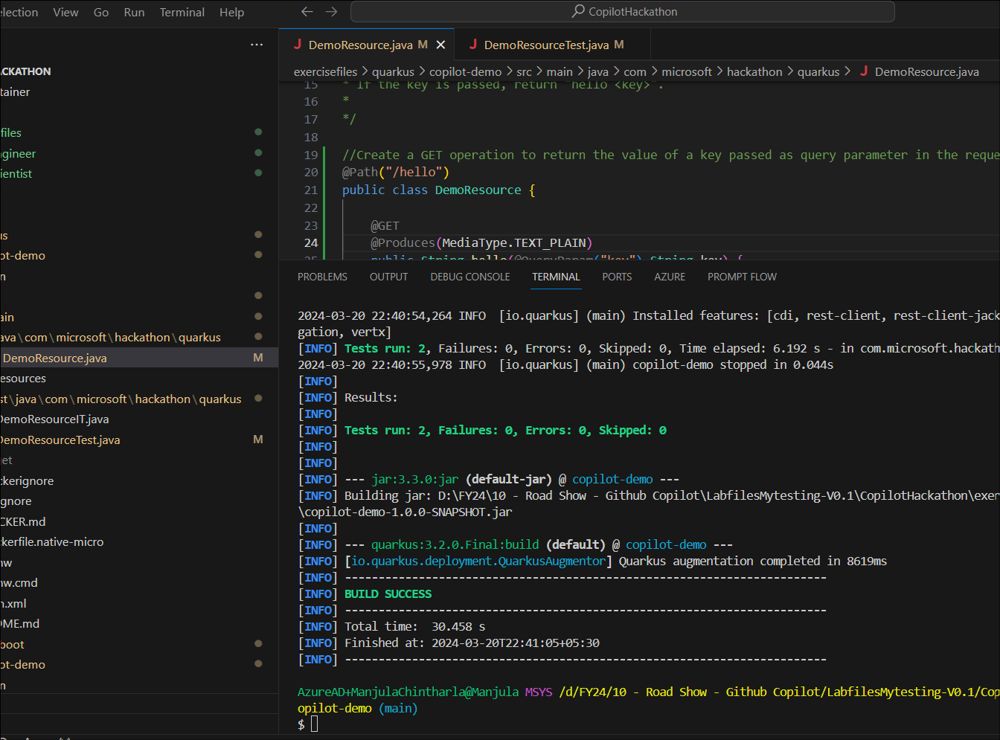 election View Go Run Terminal Help
CopilotHackathon
ACKATHON
tainer
files
gineer
ientist
us
ot-demo
n
ain
ava\com\microsoft\hackathon\quarkus
DemoResource.java M
esources
st\java\com\microsoft\hackathon\quarkus
DemoResourceIT.java
DemoResourceTest.java M
et
ckerignore
gnore
CKER.md
kerfile.native-micro
nw
nw.cmd
n.xml
DME.md
boot
ot-demo
n
DemoResource.java M
DemoResourceTest.java M
exercisefiles > quarkus > copilot-demo > src > main > java > com > microsoft > hackathon > quarkus > DemoResource.java
15 * If the key is passed, return "hello <key>".
16 *
17 */
18
19 //Create a GET operation to return the value of a key passed as query parameter in the reque
20 @Path("/hello")
21 public class DemoResource {
22
23 @GET
24 @Produces(MediaType.TEXT_PLAIN)
25 public String hello(@QueryParam("key") String key) {
PROBLEMS OUTPUT DEBUG CONSOLE TERMINAL PORTS AZURE PROMPT FLOW
2024-03-20 22:40:54,264 INFO [io.quarkus] (main) Installed features: [cdi, rest-client, rest-client-jack
gation, vertx]
[INFO] Tests run: 2, Failures: 0, Errors: 0, Skipped: 0, Time elapsed: 6.192 s - in com.microsoft.hackath
2024-03-20 22:40:55,978 INFO [io.quarkus] (main) copilot-demo stopped in 0.044s
[INFO]
[INFO] Results:
[INFO]
[INFO] Tests run: 2, Failures: 0, Errors: 0, Skipped: 0
[INFO]
[INFO]
[INFO] --- jar:3.3.0:jar (default-jar) @ copilot-demo ---
[INFO] Building jar: D:\FY24\10 - Road Show - Github Copilot\LabfilesMytesting-V0.1\CopilotHackathon\exer
\copilot-demo-1.0.0-SNAPSHOT.jar
[INFO]
[INFO] --- quarkus:3.2.0.Final:build (default) @ copilot-demo ---
[INFO] [io.quarkus.deployment.QuarkusAugmentor] Quarkus augmentation completed in 8619ms
[INFO] ------------------------------------------------------------------------
[INFO] BUILD SUCCESS
[INFO] ------------------------------------------------------------------------
[INFO] Total time:  30.458 s
[INFO] Finished at: 2024-03-20T22:41:05+05:30
[INFO] ------------------------------------------------------------------------
AzureAD+ManjulaChintharla@Manjula MSYS /d/FY24/10 - Road Show - Github Copilot/LabfilesMytesting-V0.1/Cop
opilot-demo (main)
$